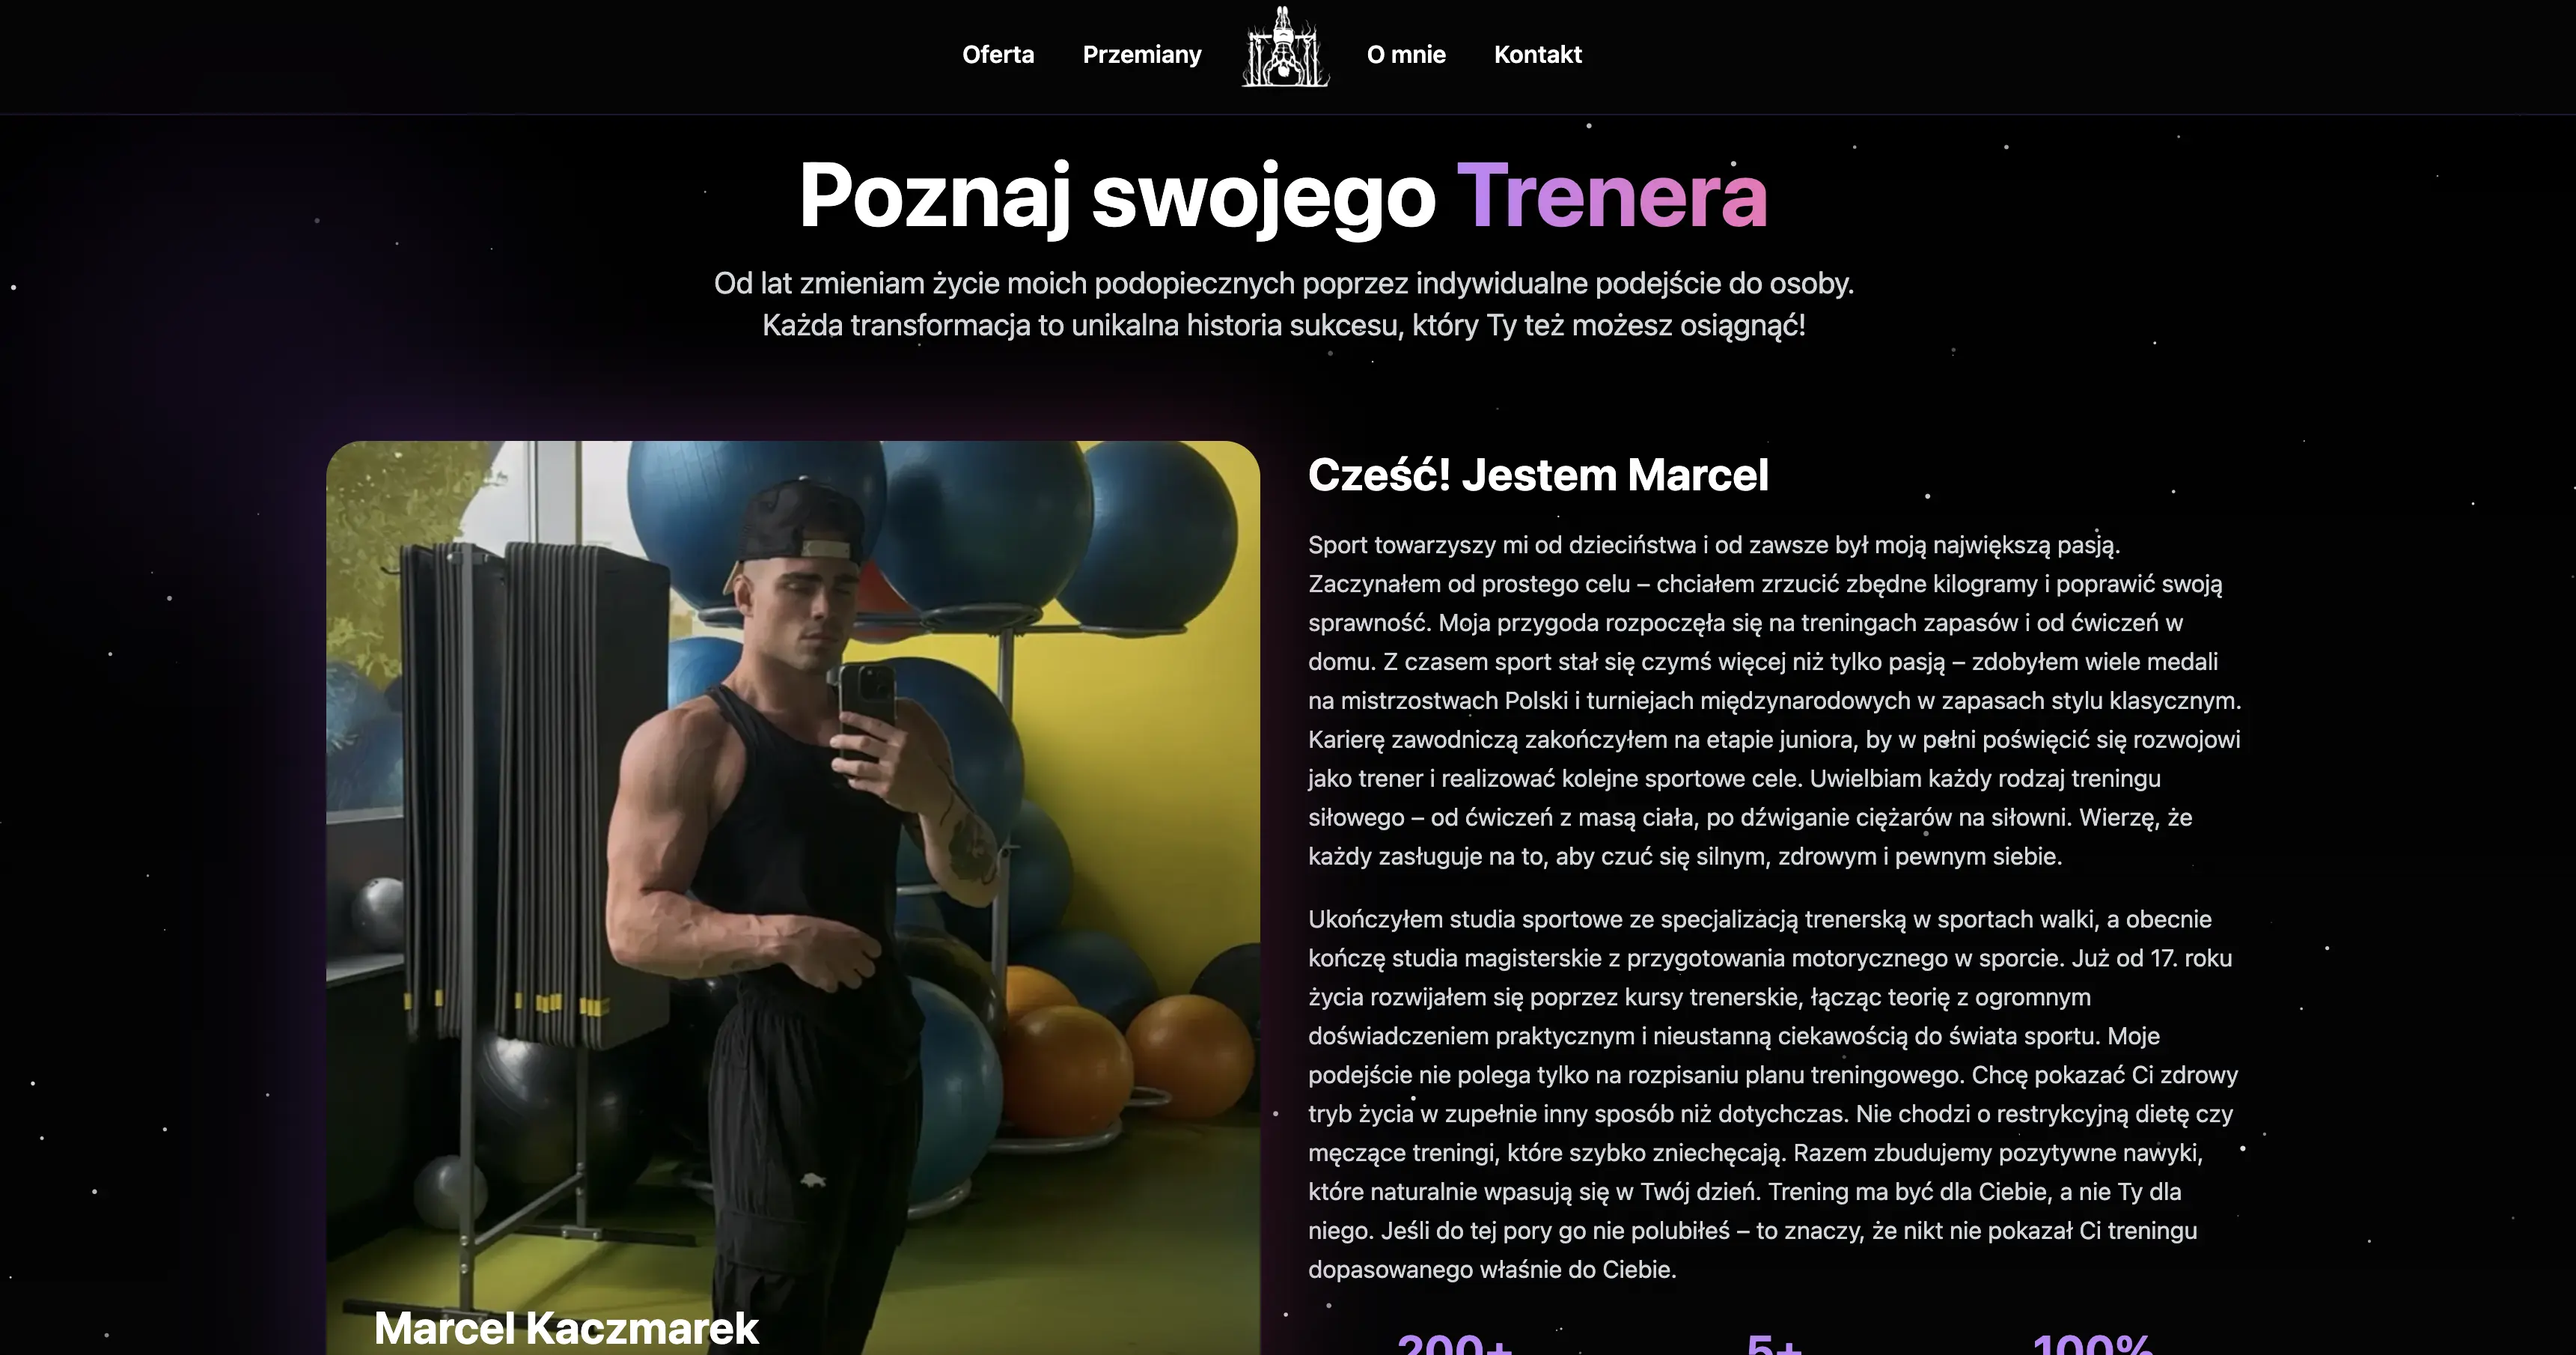 Oferta Przemiany O mnie Kontakt
Poznaj swojego Trenera
Od lat zmieniam życie moich podopiecznych poprzez indywidualne podejście do osoby.
Każda transformacja to unikalna historia sukcesu, który Ty też możesz osiągnąć!
Cześć! Jestem Marcel
Sport towarzyszy mi od dzieciństwa i od zawsze był moją największą pasją.
Zaczynałem od prostego celu – chciałem zrzucić zbędne kilogramy i poprawić swoją
sprawność. Moja przygoda rozpoczęła się na treningach zapasów i od ćwiczeń w
domu. Z czasem sport stał się czymś więcej niż tylko pasją – zdobyłem wiele medali
na mistrzostwach Polski i turniejach międzynarodowych w zapasach stylu klasycznym.
Karierę zawodniczą zakończyłem na etapie juniora, by w pełni poświęcić się rozwojowi
jako trener i realizować kolejne sportowe cele. Uwielbiam każdy rodzaj treningu
siłowego – od ćwiczeń z masą ciała, po dźwiganie ciężarów na siłowni. Wierzę, że
każdy zasługuje na to, aby czuć się silnym, zdrowym i pewnym siebie.
Ukończyłem studia sportowe ze specjalizacją trenerską w sportach walki, a obecnie
kończę studia magisterskie z przygotowania motorycznego w sporcie. Już od 17. roku
życia rozwijałem się poprzez kursy trenerskie, łącząc teorię z ogromnym
doświadczeniem praktycznym i nieustanną ciekawością do świata sportu. Moje
podejście nie polega tylko na rozpisaniu planu treningowego. Chcę pokazać Ci zdrowy
tryb życia w zupełnie inny sposób niż dotychczas. Nie chodzi o restrykcyjną dietę czy
męczące treningi, które szybko zniechęcają. Razem zbudujemy pozytywne nawyki,
które naturalnie wpasują się w Twój dzień. Trening ma być dla Ciebie, a nie Ty dla
niego. Jeśli do tej pory go nie polubiłeś – to znaczy, że nikt nie pokazał Ci treningu
dopasowanego właśnie do Ciebie.
Marcel Kaczmarek
200+ 5+ 100%